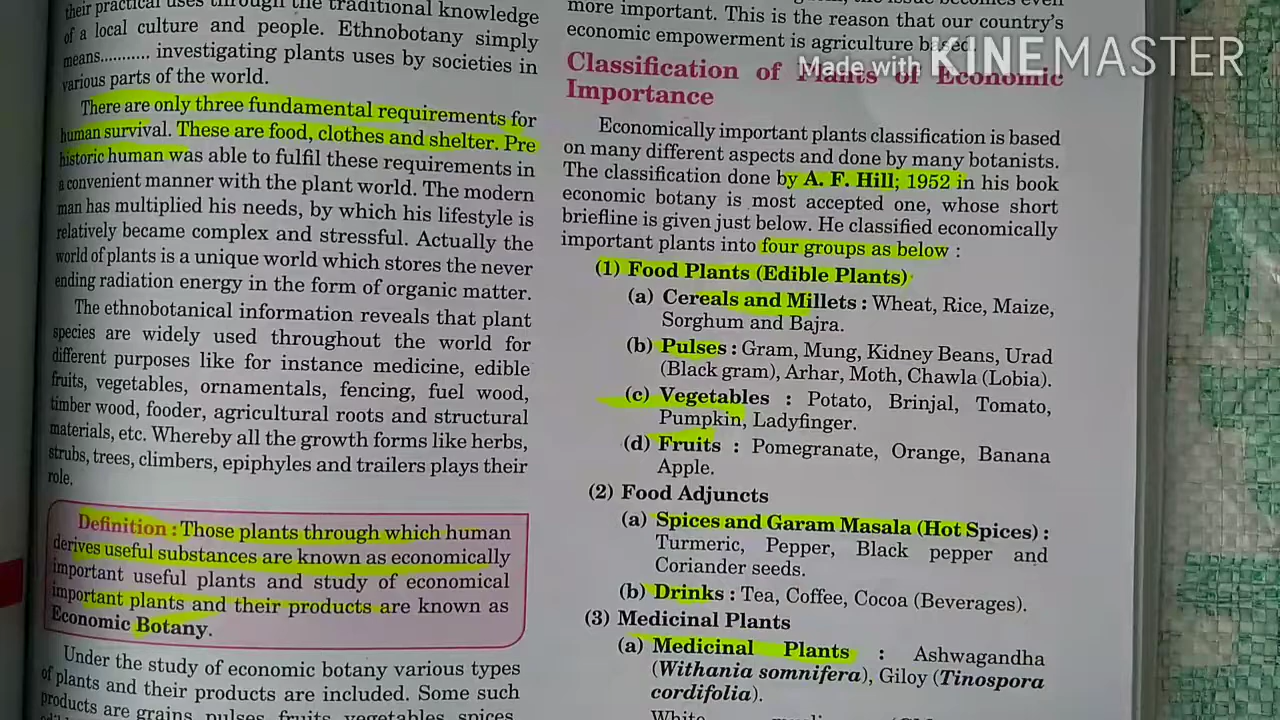 their practical uses through the traditional knowledge
of a local culture and people. Ethnobotany simply
means.......... investigating plants uses by societies in
various parts of the world.
There are only three fundamental requirements for
human survival. These are food, clothes and shelter. Pre
historic human was able to fulfil these requirements in
a convenient manner with the plant world. The modern
man has multiplied his needs, by which his lifestyle is
relatively became complex and stressful. Actually the
world of plants is a unique world which stores the never
ending radiation energy in the form of organic matter.
The ethnobotanical information reveals that plant
species are widely used throughout the world for
different purposes like for instance medicine, edible
fruits, vegetables, ornamentals, fencing, fuel wood,
timber wood, fooder, agricultural roots and structural
materials, etc. Whereby all the growth forms like herbs,
strubs, trees, climbers, epiphyles and trailers plays their
role.
Definition : Those plants through which human
derives useful substances are known as economically
important useful plants and study of economical
important plants and their products are known as
Economic Botany.
Under the study of economic botany various types
of plants and their products are included. Some such
products are grains, pulses, fruits, vegetables, spices,
the issue becomes even
more important. This is the reason that our country's
economic empowerment is agriculture based.
Made with KINEMASTER
Classification of Plants of Economic
Importance
Economically important plants classification is based
on many different aspects and done by many botanists.
The classification done by A. F. Hill; 1952 in his book
economic botany is most accepted one, whose short
briefline is given just below. He classified economically
important plants into four groups as below :
(1) Food Plants (Edible Plants)
(a) Cereals and Millets : Wheat, Rice, Maize,
Sorghum and Bajra.
(b) Pulses : Gram, Mung, Kidney Beans, Urad
(Black gram), Arhar, Moth, Chawla (Lobia).
(c) Vegetables : Potato, Brinjal, Tomato,
Pumpkin, Ladyfinger.
(d) Fruits : Pomegranate, Orange, Banana
Apple.
(2) Food Adjuncts
(a) Spices and Garam Masala (Hot Spices) :
Turmeric, Pepper, Black pepper and
Coriander seeds.
(b) Drinks : Tea, Coffee, Cocoa (Beverages).
(3) Medicinal Plants
(a) Medicinal Plants : Ashwagandha
(Withania somnifera), Giloy (Tinospora
cordifolia).
White